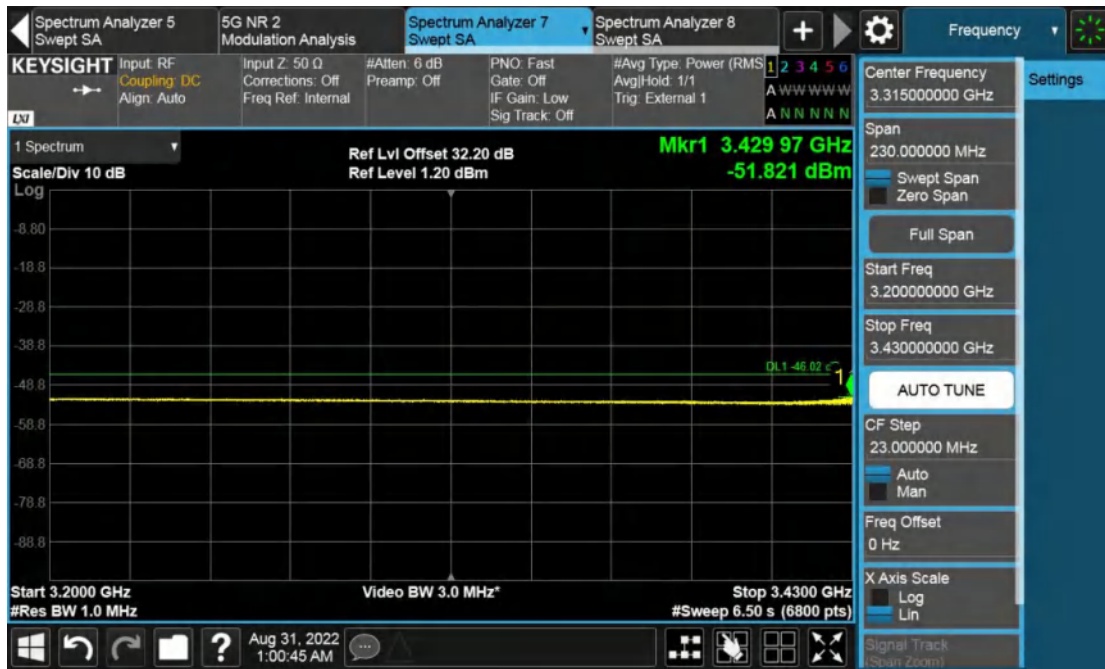 Spectrum Analyzer 5
Swept SA
5G NR 2
Modulation Analysis
Spectrum Analyzer 7
Swept SA
Spectrum Analyzer 8
Swept SA
+
Frequency
KEYSIGHT
LXI
Input: RF
Coupling: DC
Align: Auto
Input Z: 50 Ω
Corrections: Off
Freq Ref: Internal
#Atten: 6 dB
Preamp: Off
PNO: Fast
Gate: Off
IF Gain: Low
Sig Track: Off
#Avg Type: Power (RMS
Avg|Hold: 1/1
Trig: External 1
1 2 3 4 5 6
A W W W W W
A N N N N N
1 Spectrum
Scale/Div 10 dB
Log
Ref Lvl Offset 32.20 dB
Ref Level 1.20 dBm
Mkr1 3.429 97 GHz
-51.821 dBm
-8.80
-18.8
-28.8
-38.8
DL1 -46.02
1
-48.8
-58.8
-68.8
-78.8
-88.8
Start 3.2000 GHz
#Res BW 1.0 MHz
Video BW 3.0 MHz*
Stop 3.4300 GHz
#Sweep 6.50 s (6800 pts)
?
Aug 31, 2022
1:00:45 AM
Center Frequency
3.315000000 GHz
Span
230.000000 MHz
Swept Span
Zero Span
Full Span
Start Freq
3.200000000 GHz
Stop Freq
3.430000000 GHz
AUTO TUNE
CF Step
23.000000 MHz
Auto
Man
Freq Offset
0 Hz
X Axis Scale
Log
Lin
Signal Track
(Span Zoom)
Settings